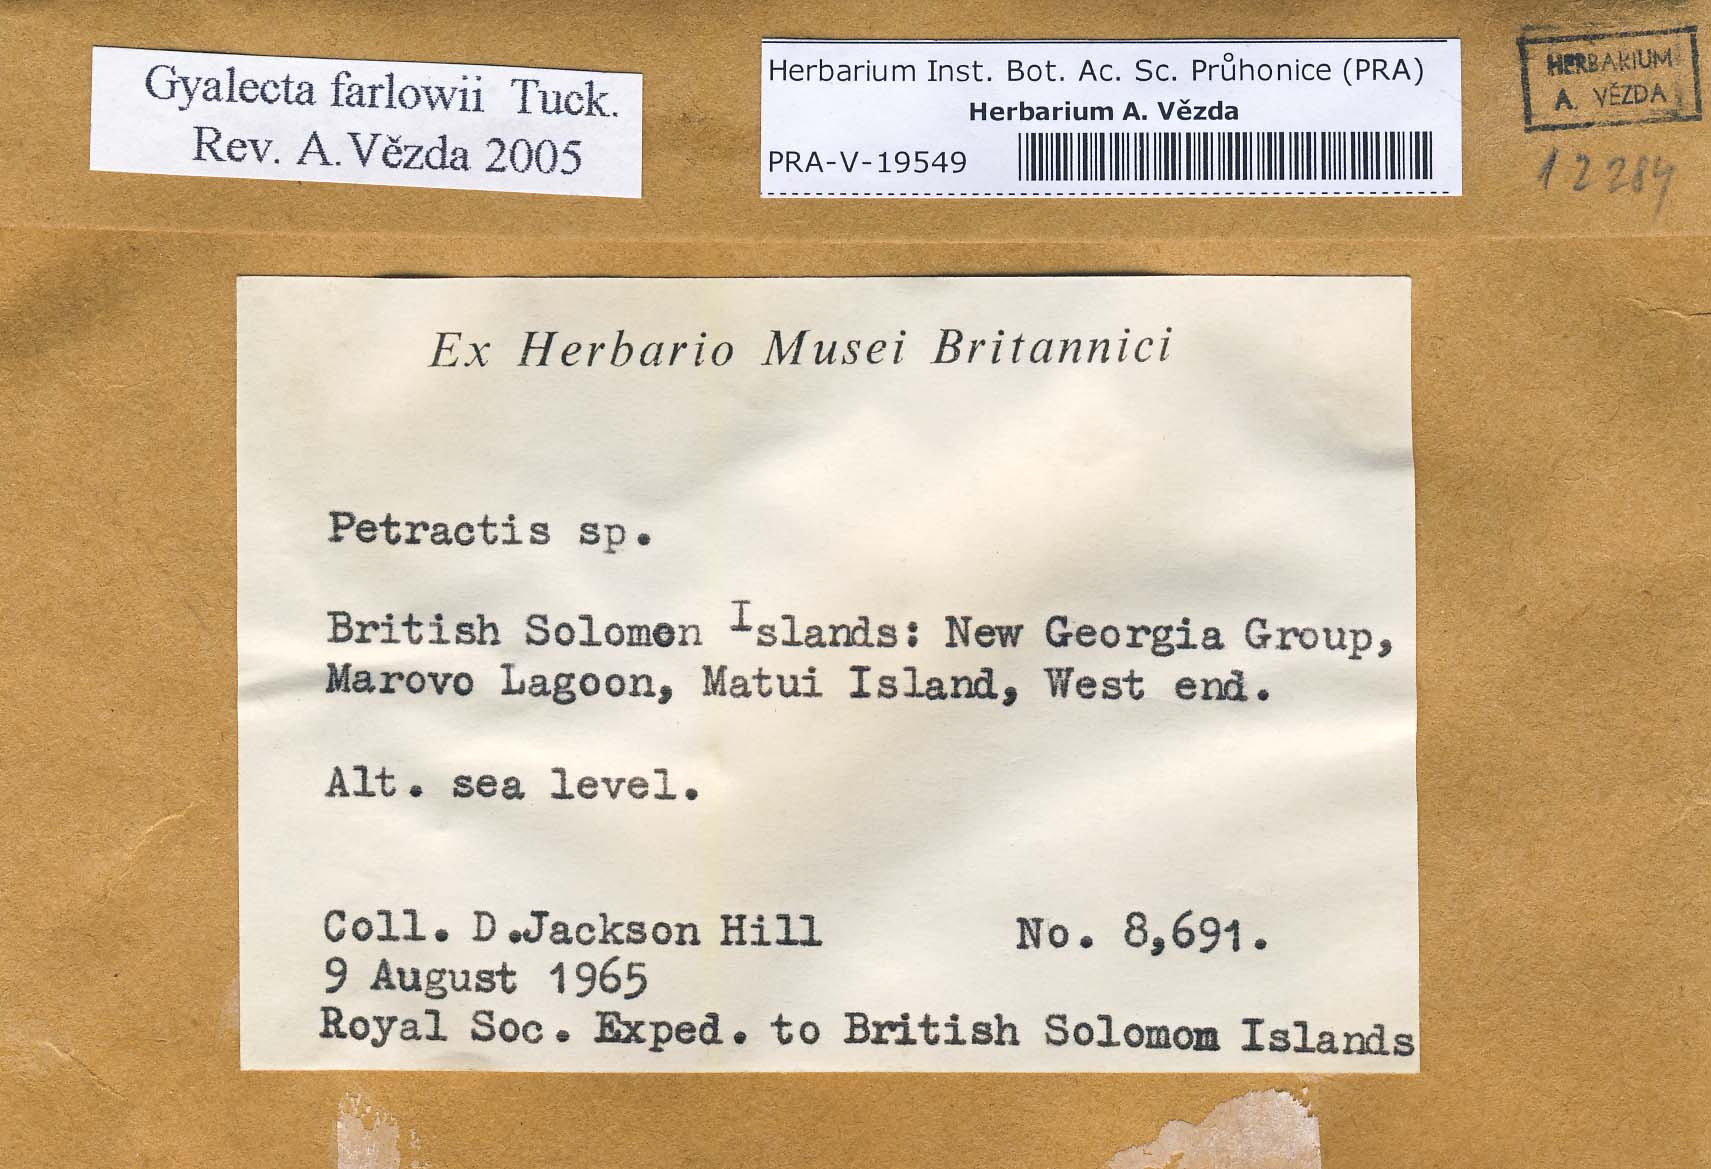 Gyalecta farlowii Tuck.
Rev. A. Vězda 2005
Herbarium Inst. Bot. Ac. Sc. Průhonice (PRA)
Herbarium A. Vězda
PRA-V-19549
HERBARIUM
A. VĚZDA
12284
Ex Herbario Musei Britannici
Petractis sp.
British Solomon Islands: New Georgia Group,
Marovo Lagoon, Matui Island, West end.
Alt. sea level.
Coll. D.Jackson Hill No. 8,691.
9 August 1965
Royal Soc. Exped. to British Solomon Islands